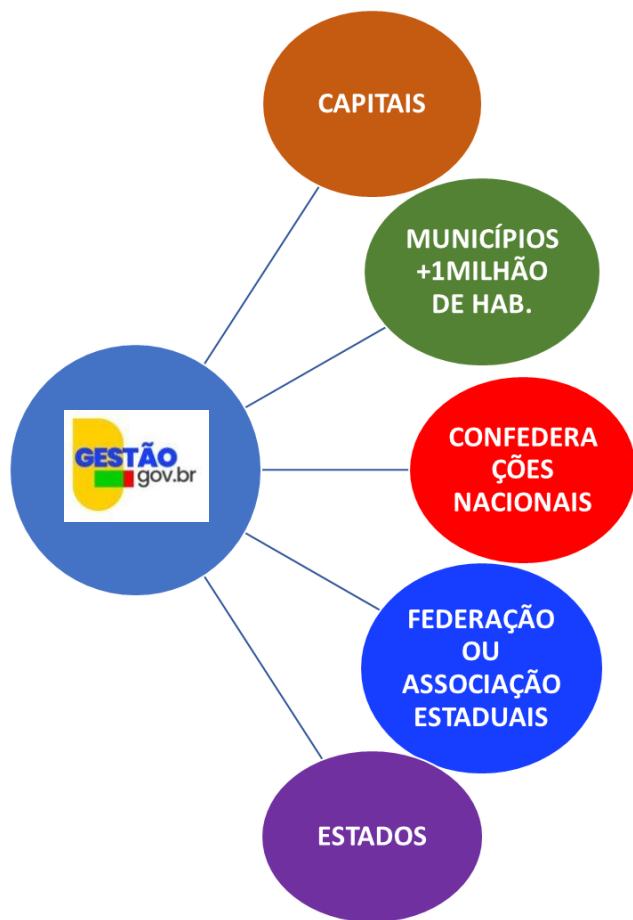 CAPITAIS
MUNICÍPIOS
+1MILHÃO
DE HAB.
GESTÃO
gov.br
CONFEDERA
ÇÕES
NACIONAIS
FEDERAÇÃO
OU
ASSOCIAÇÃO
ESTADUAIS
ESTADOS